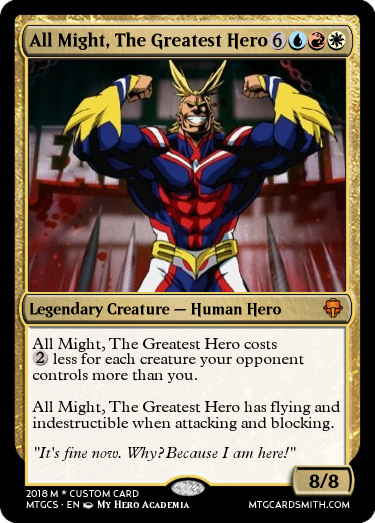 All Might, The Greatest Hero 6
Legendary Creature — Human Hero
All Might, The Greatest Hero costs
2 less for each creature your opponent
controls more than you.
All Might, The Greatest Hero has flying and
indestructible when attacking and blocking.
"It's fine now. Why? Because I am here!"
8/8
2018 M * CUSTOM CARD
MTGCS • EN My Hero Academia
MTGCARDSMITH.COM